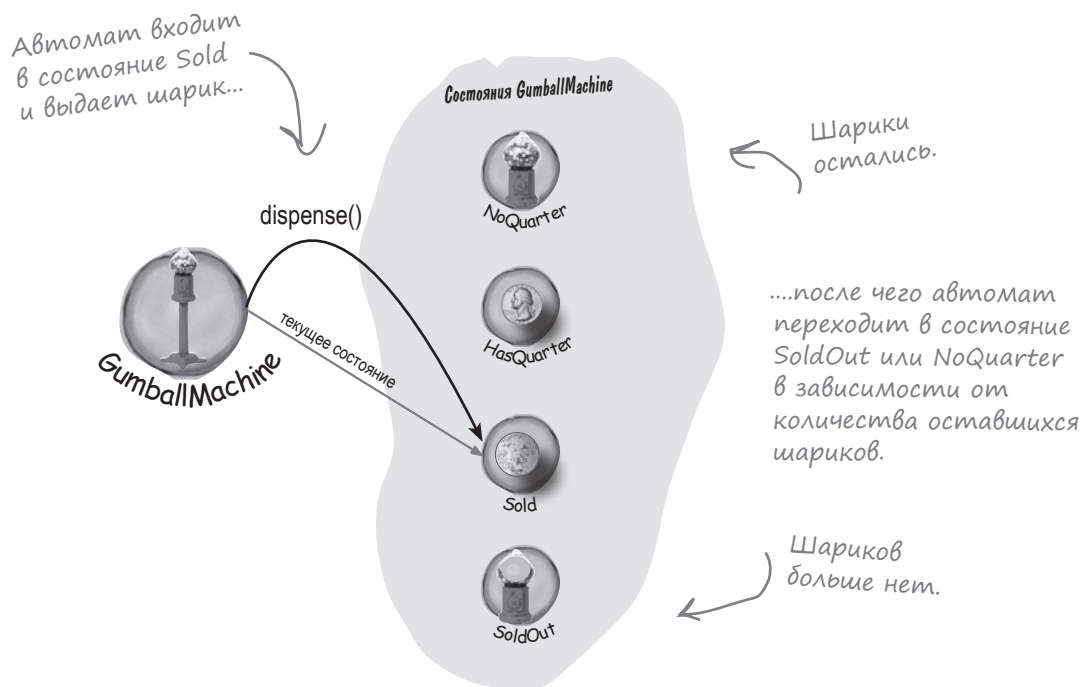 Автомат входит
в состояние Sold
и выдает шарик...
Состояния GumballMachine
Шарики
остались.
NoQuarter
dispense()
GumballMachine
текущее состояние
HasQuarter
....после чего автомат
переходит в состояние
SoldOut или NoQuarter
в зависимости от
количества оставшихся
шариков.
Sold
Шариков
больше нет.
SoldOut